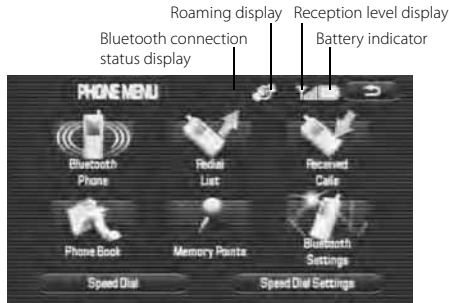 Roaming display
Reception level display
Bluetooth connection
status display
Battery indicator
PHONE MENU
Bluetooth
Phone
Redial
List
Received
Calls
Phone Book
Memory Points
Bluetooth
Settings
Speed Dial
Speed Dial Settings